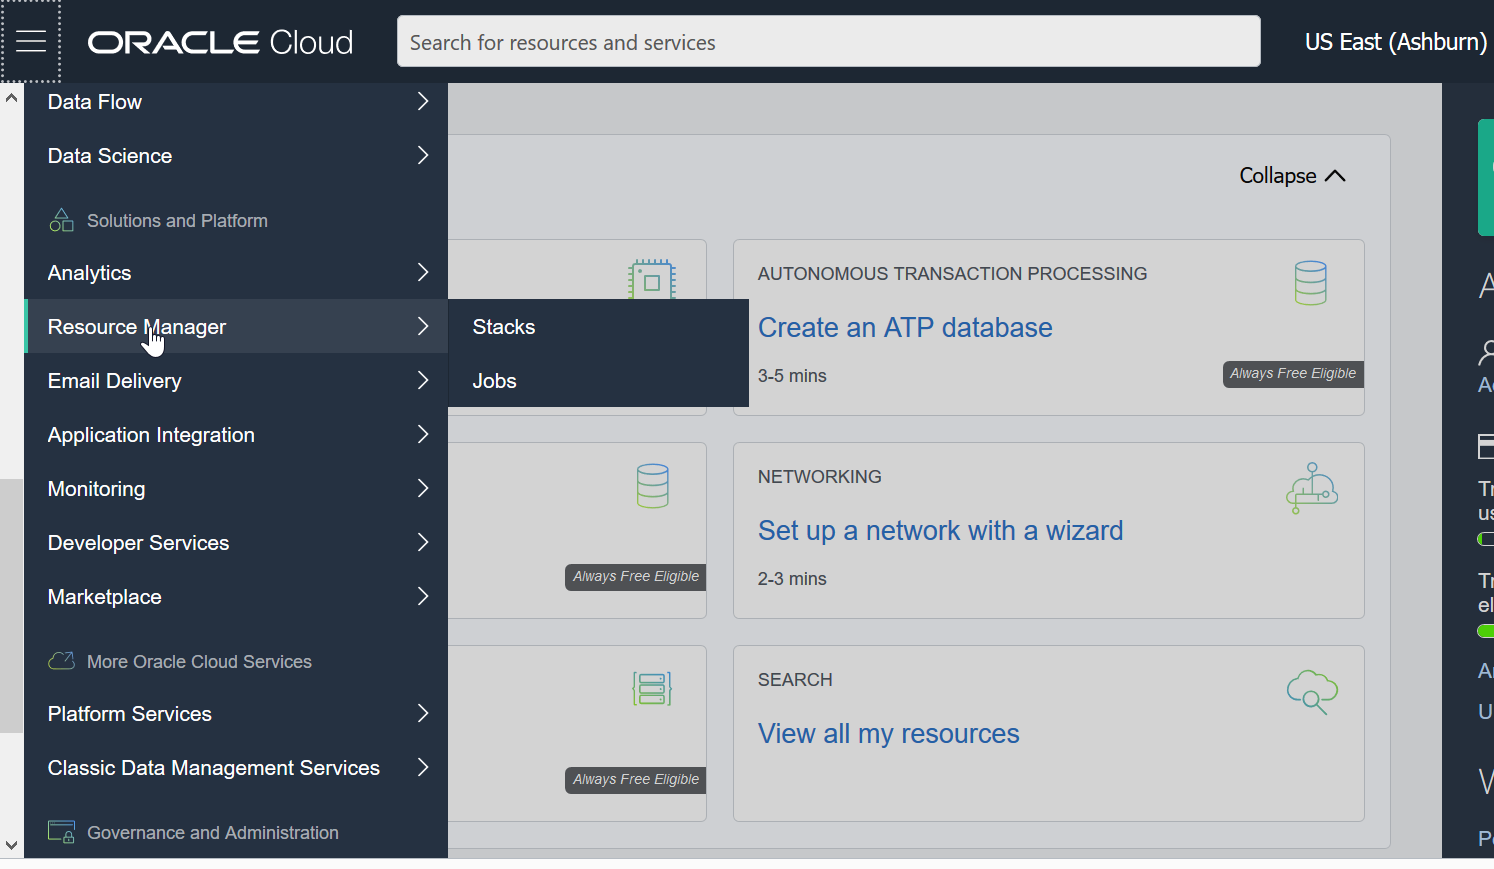 ORACLE Cloud
Search for resources and services
US East (Ashburn)
Data Flow
Data Science
Solutions and Platform
Analytics
Resource Manager
Email Delivery
Application Integration
Monitoring
Developer Services
Marketplace
More Oracle Cloud Services
Platform Services
Classic Data Management Services
Governance and Administration
Stacks
Jobs
Collapse
AUTONOMOUS TRANSACTION PROCESSING
Create an ATP database
3-5 mins
Always Free Eligible
Always Free Eligible
NETWORKING
Set up a network with a wizard
2-3 mins
Always Free Eligible
SEARCH
View all my resources